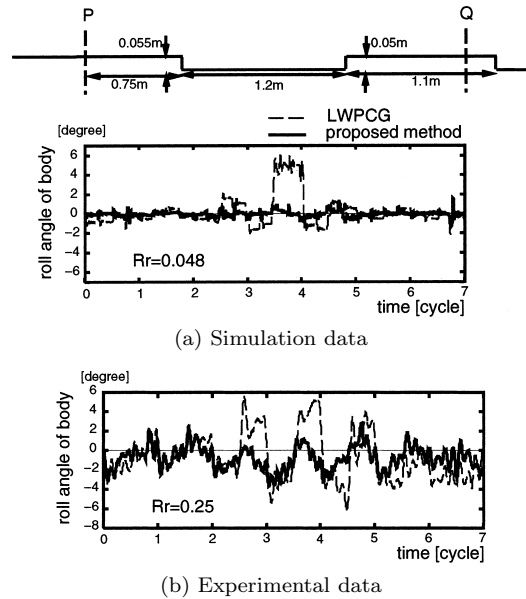 P
Q
0.055m
0.05m
0.75m
1.2m
1.1m
[degree]
LWPCG
proposed method
roll angle of body
6
4
2
0
−2
−4
−6
Rr=0.048
0 1 2 3 4 5 6 7
time [cycle]
(a) Simulation data
[degree]
roll angle of body
6
4
2
0
−2
−4
−6
−8
Rr=0.25
0 1 2 3 4 5 6 7
time [cycle]
(b) Experimental data